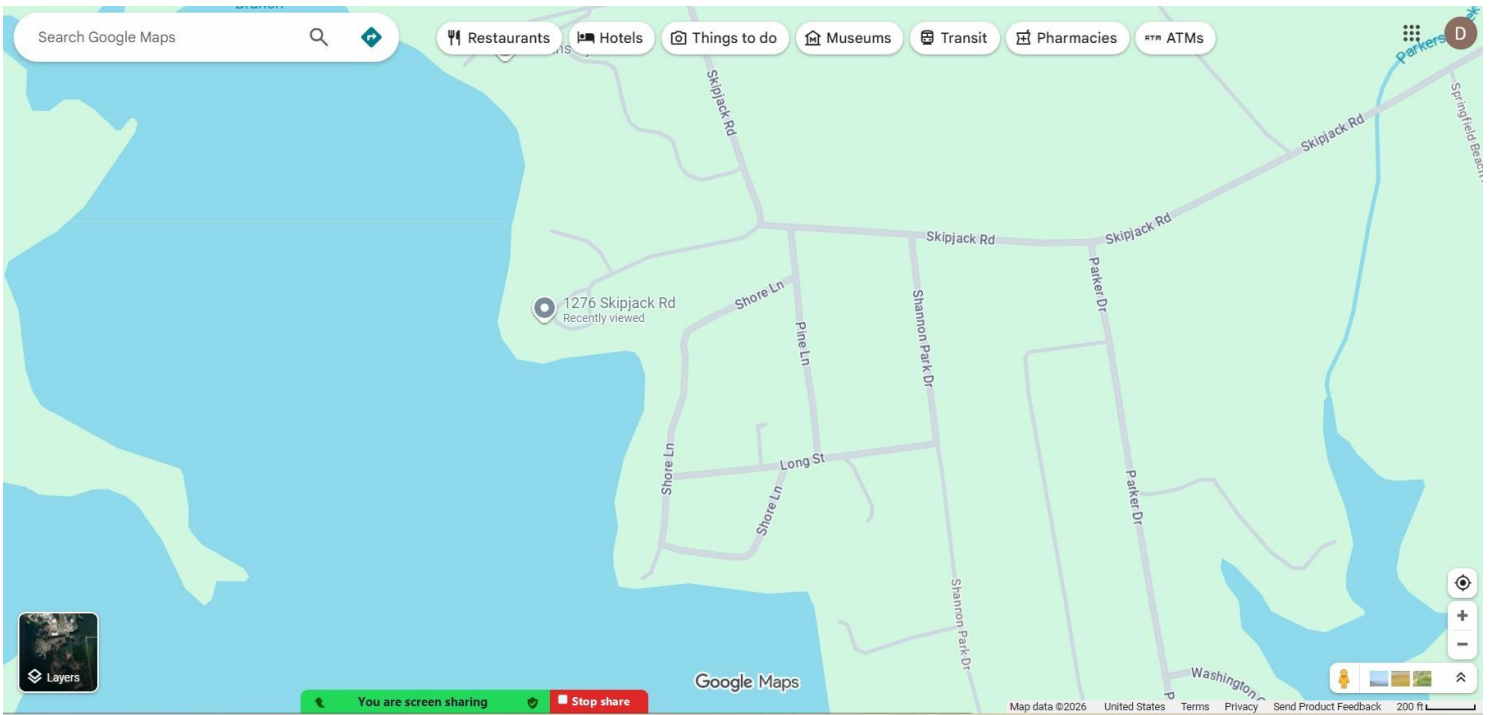 Search Google Maps
Restaurants
Hotels
Things to do
Museums
Transit
Pharmacies
ATM ATMs
D
Branch
Parkers
Skipjack Rd
Skipjack Rd
Springfield Beach
Skipjack Rd
Skipjack Rd
Parker Dr
1276 Skipjack Rd
Recently viewed
Shore Ln
Pine Ln
Shannon Park Dr
Shore Ln
Long St
Shore Ln
Parker Dr
Shannon Park Dr
Washington
P
Layers
Google Maps
You are screen sharing
Stop share
Map data ©2026 United States Terms Privacy Send Product Feedback 200 ft